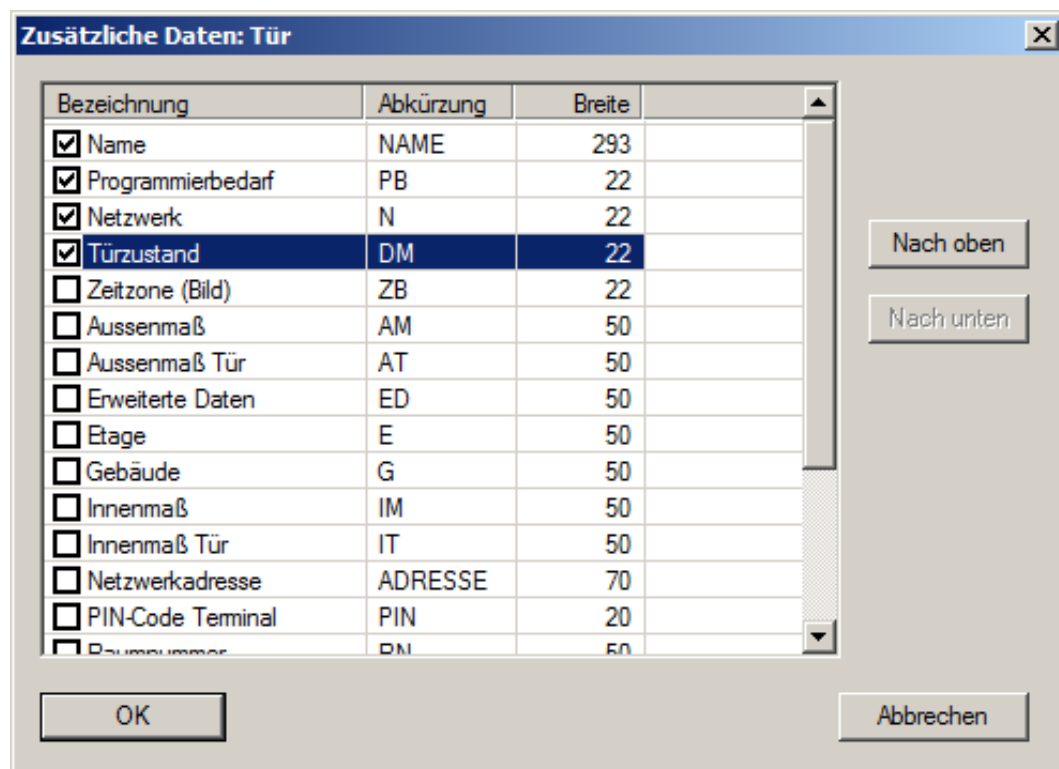 Zusätzliche Daten: Tür
Bezeichnung Abkürzung Breite
Name NAME 293
Programmierbedarf PB 22
Netzwerk N 22
Türzustand DM 22
Zeitzone (Bild) ZB 22
Aussenmaß AM 50
Aussenmaß Tür AT 50
Erweiterte Daten ED 50
Etage E 50
Gebäude G 50
Innenmaß IM 50
Innenmaß Tür IT 50
Netzwerkadresse ADRESSE 70
PIN-Code Terminal PIN 20
Raumnummer RN 50
Nach oben
Nach unten
OK
Abbrechen